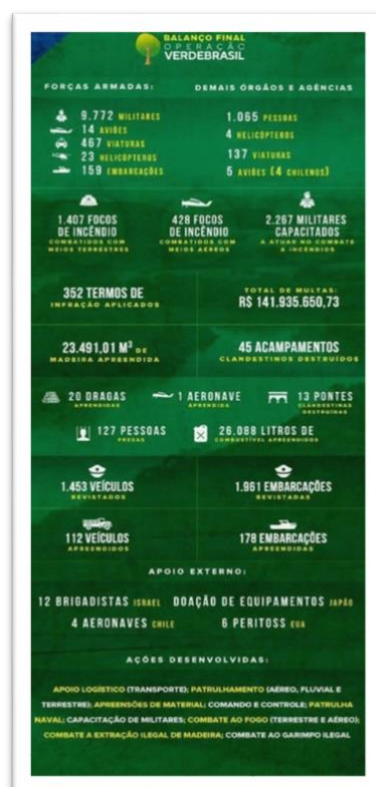 BALANÇO FINAL
OPERAÇÃO
VERDEBRASIL
FORÇAS ARMADAS:
DEMAIS ÓRGÃOS E AGÊNCIAS
9.772 MILITARES
14 AVIÕES
467 VIATURAS
23 HELICÓPTEROS
159 EMBARCAÇÕES
1.065 PESSOAS
4 HELICÓPTEROS
137 VIATURAS
5 AVIÕES (4 CHILENOS)
1.407 FOCOS
DE INCÊNDIO
COMBATIDOS COM
MEIOS TERRESTRES
428 FOCOS
DE INCÊNDIO
COMBATIDOS COM
MEIOS AÉREOS
2.267 MILITARES
CAPACITADOS
A ATUAR NO COMBATE
A INCÊNDIOS
352 TERMOS DE
INFRAÇÃO APLICADOS
TOTAL DE MULTAS:
R$ 141.935.650,73
23.491,01 M³ DE
MADEIRA APREENDIDA
45 ACAMPAMENTOS
CLANDESTINOS DESTRUÍDOS
20 DRAGAS
APRENDIDAS
1 AERONAVE
APRENDIDA
13 PONTES
CLANDESTINAS
DESTRUÍDAS
127 PESSOAS
PRESAS
26.088 LITROS DE
COMBUSTÍVEL APREENDIDOS
1.453 VEÍCULOS
REVISTADOS
1.961 EMBARCAÇÕES
REVISTADAS
112 VEÍCULOS
APREENDIDOS
178 EMBARCAÇÕES
APREENDIDAS
APOIO EXTERNO:
12 BRIGADISTAS ISRAEL
DOAÇÃO DE EQUIPAMENTOS JAPÃO
4 AERONAVES CHILE
6 PERITOSS EUA
AÇÕES DESENVOLVIDAS:
APOIO LOGÍSTICO (TRANSPORTE); PATRULHAMENTO (AÉREO, FLUVIAL E
TERRESTRE); APREENSÕES DE MATERIAL; COMANDO E CONTROLE; PATRULHA
NAVAL; CAPACITAÇÃO DE MILITARES; COMBATE AO FOGO (TERRESTRE E AÉREO);
COMBATE A EXTRAÇÃO ILEGAL DE MADEIRA; COMBATE AO GARIMPO ILEGAL